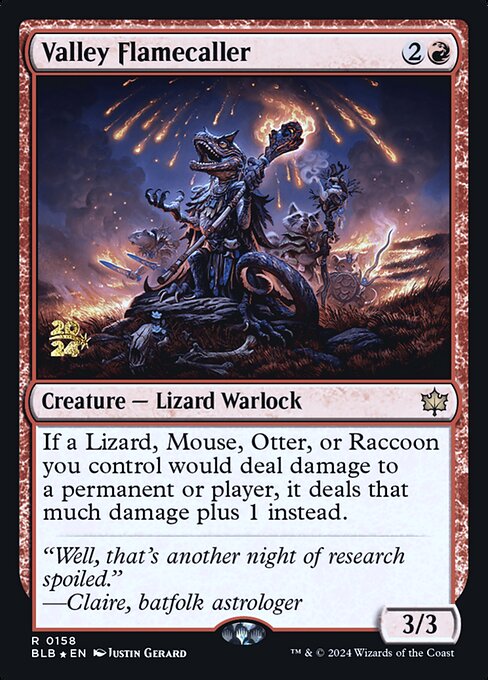 Valley Flamecaller 2
2024
Creature — Lizard Warlock
If a Lizard, Mouse, Otter, or Raccoon
you control would deal damage to
a permanent or player, it deals that
much damage plus 1 instead.
“Well, that’s another night of research
spoiled.”
—Claire, batfolk astrologer
3/3
R 0158
BLB ★ EN Justin Gerard
™ & © 2024 Wizards of the Coast